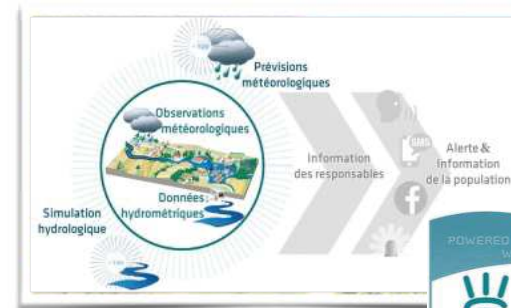 Prévisions
météorologiques
Observations
météorologiques
Données
hydrométriques
Simulation
hydrologique
Information
des responsables
SMS
Alerte &
Information
de la population
POWERED